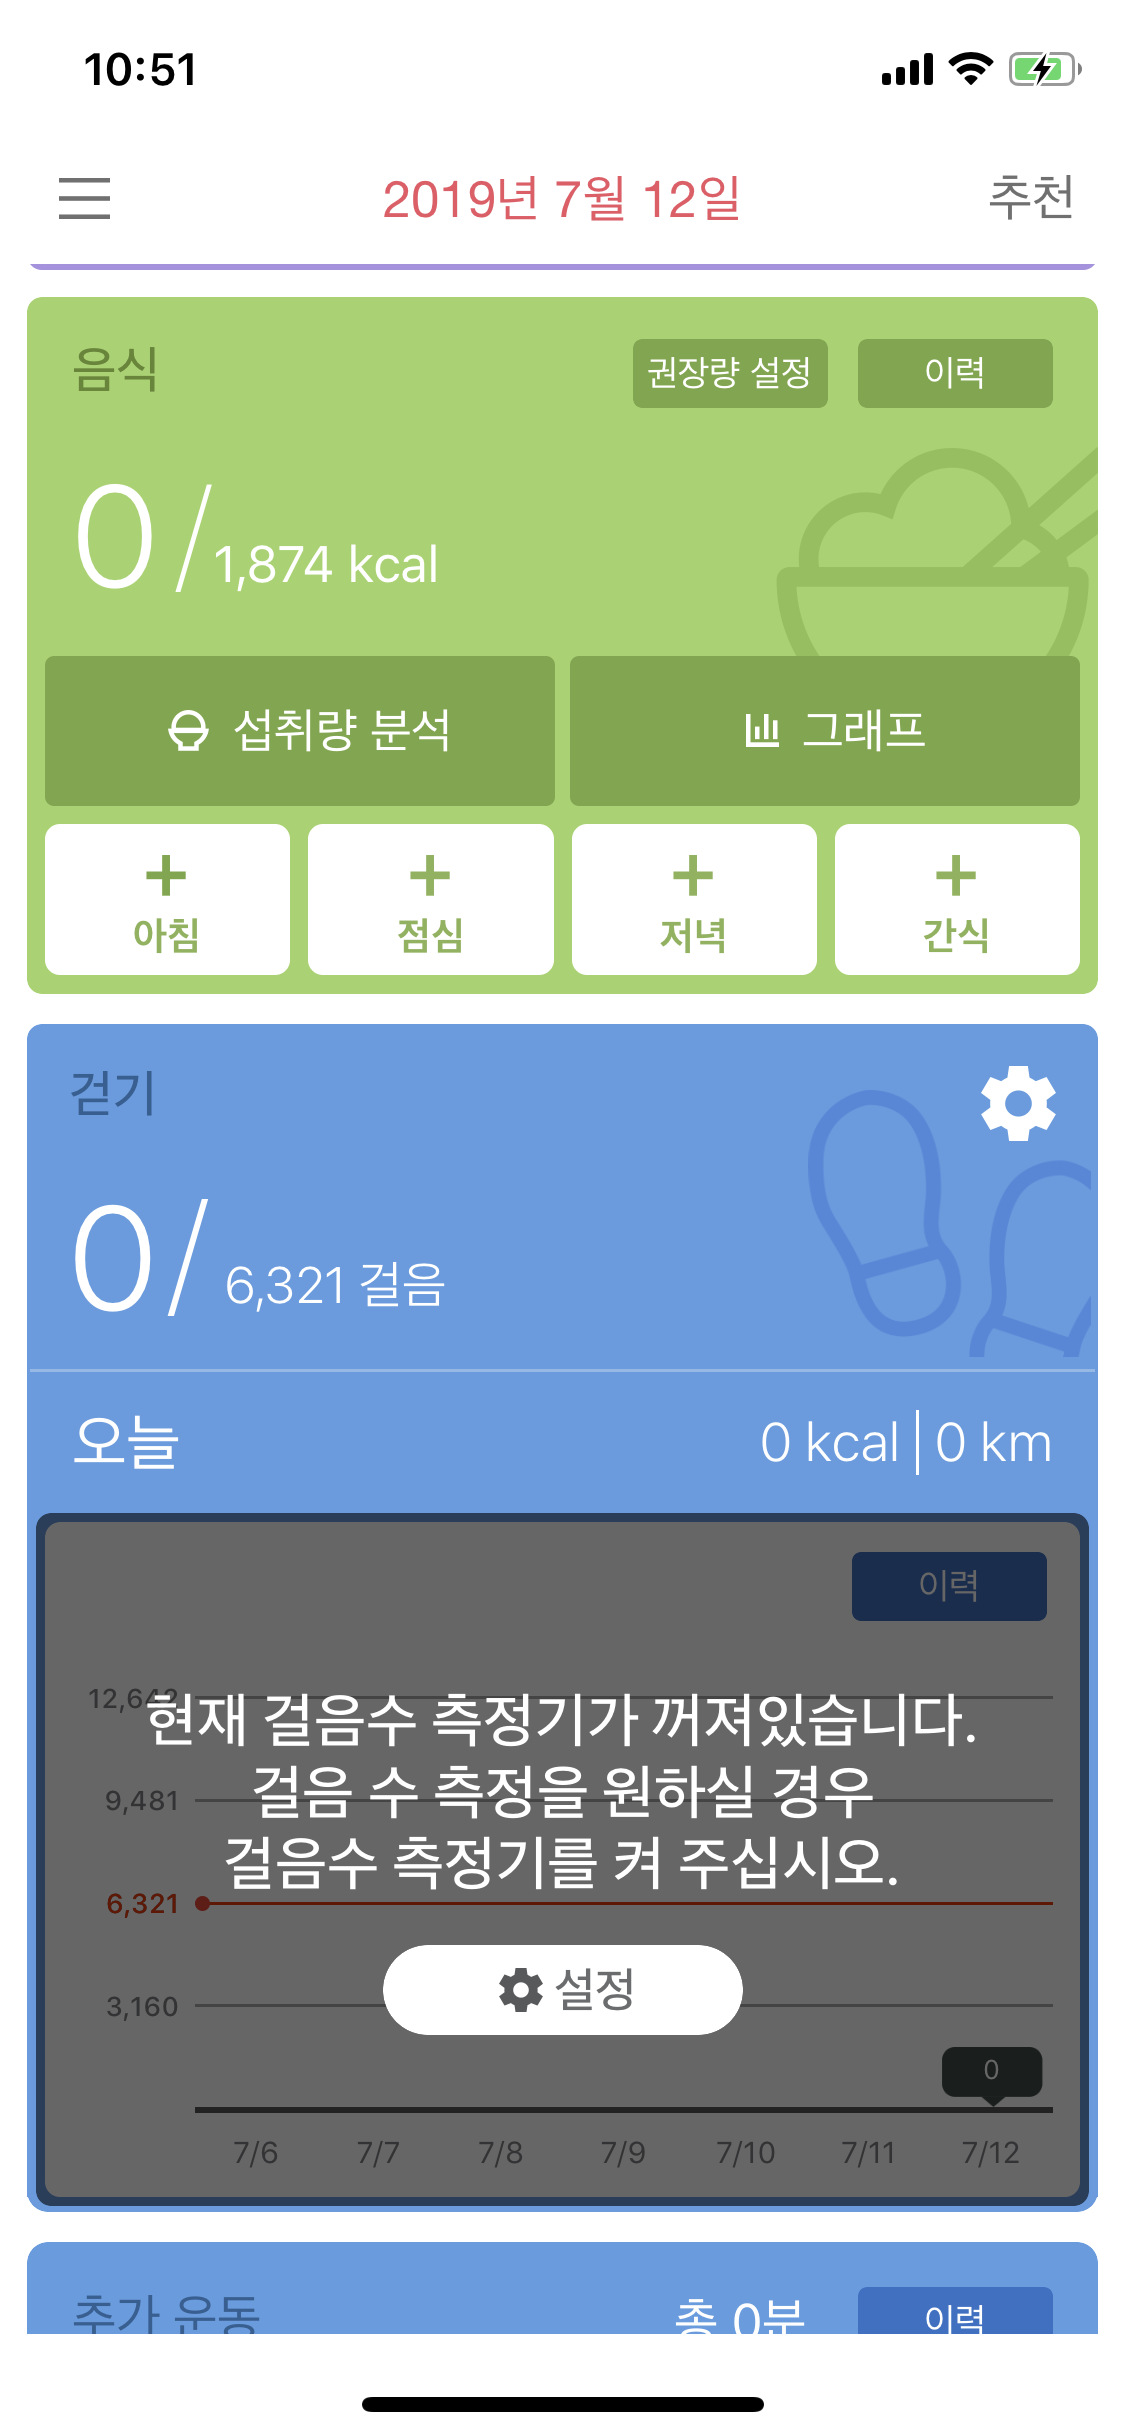 10:51
2019년 7월 12일
추천
음식
권장량 설정
이력
0 / 1,874 kcal
섭취량 분석
그래프
아침
점심
저녁
간식
걷기
0 / 6,321 걸음
오늘
0 kcal | 0 km
이력
12,642
현재 걸음수 측정기가 꺼져있습니다.
9,481
걸음 수 측정을 원하실 경우
걸음수 측정기를 켜 주십시오.
6,321
설정
3,160
0
7/6 7/7 7/8 7/9 7/10 7/11 7/12
추가 운동
총 0분
이력